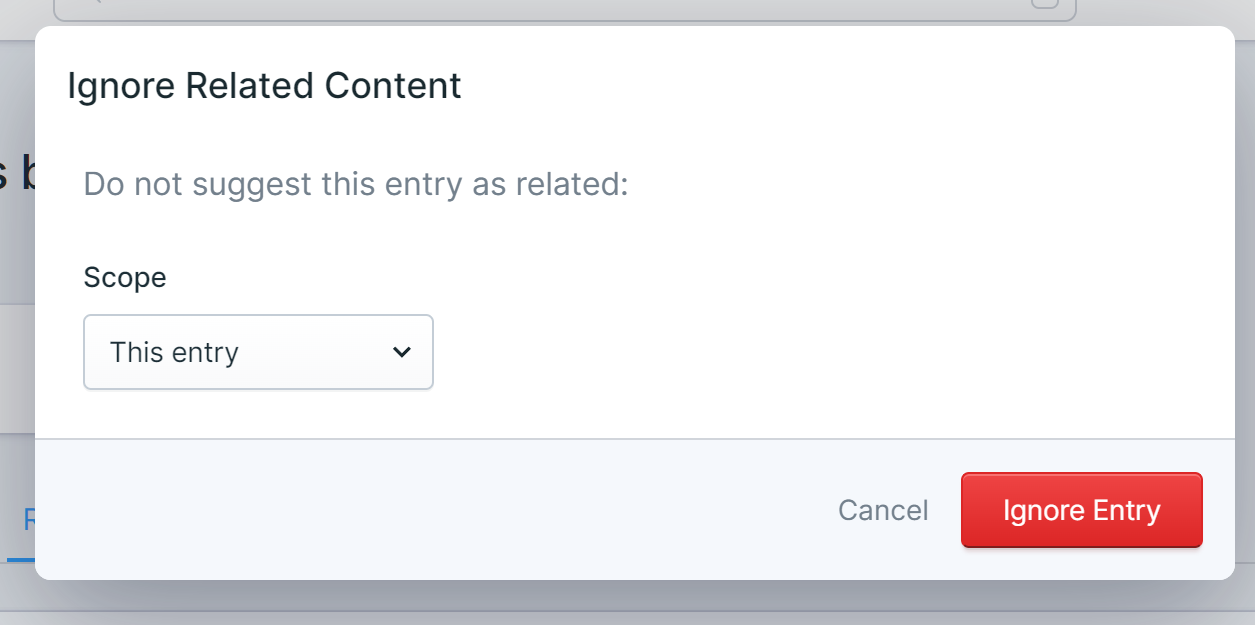 Ignore Related Content
Do not suggest this entry as related:
Scope
This entry
Cancel
Ignore Entry